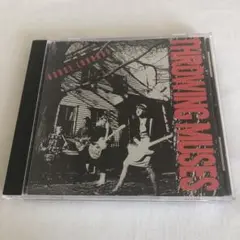 HOUSE TORNADO
THROWING MUSES